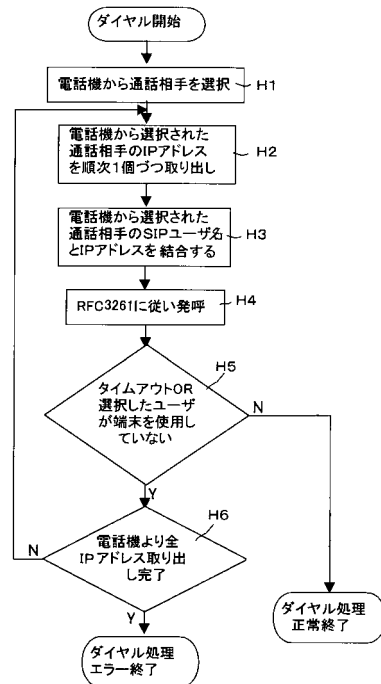 ダイヤル開始
電話機から通話相手を選択
H1
電話機から選択された
通話相手のIPアドレス
を順次1個づつ取り出し
H2
電話機から選択された
通話相手のSIPユーザ名
とIPアドレスを結合する
H3
RFC3261に従い発呼
H4
タイムアウトOR
選択したユーザ
が端末を使用し
ていない
H5
N
Y
電話機より全
IPアドレス取り出
し完了
H6
N
Y
ダイヤル処理
正常終了
ダイヤル処理
エラー終了